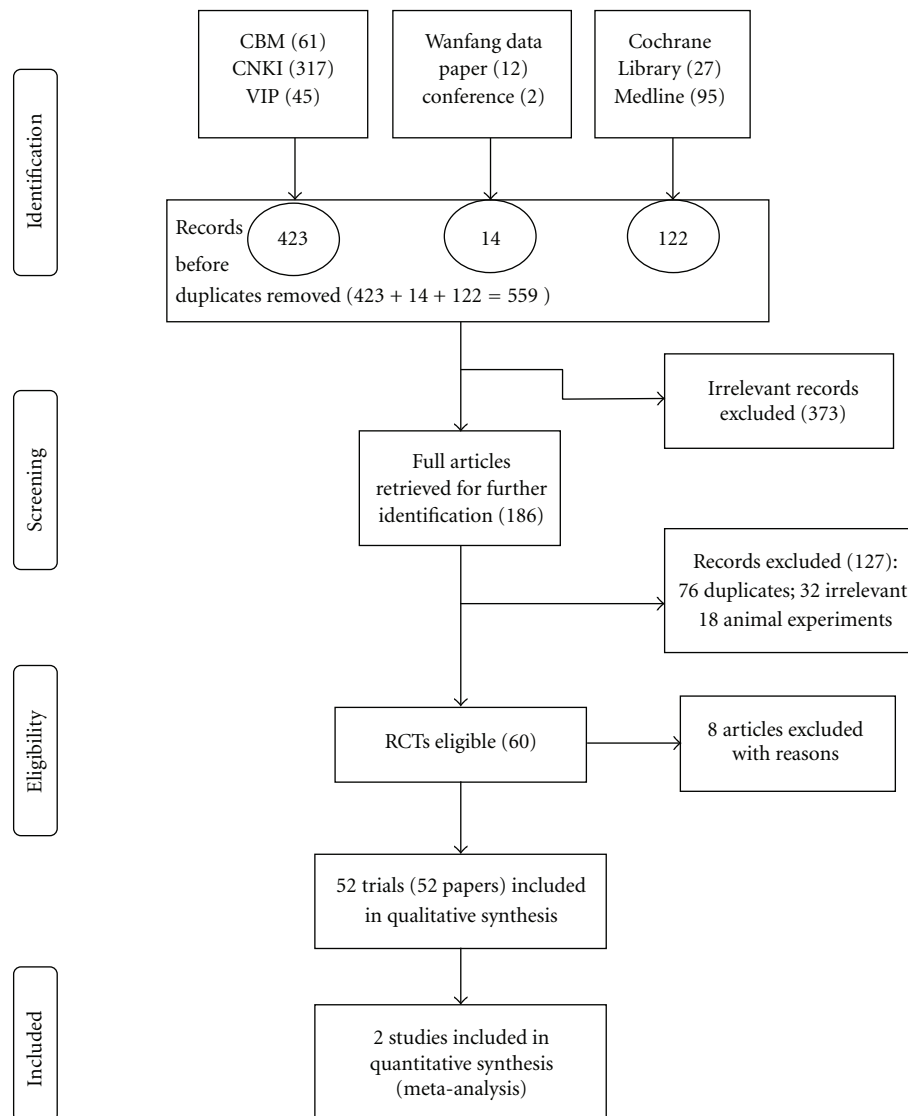 CBM (61)
CNKI (317)
VIP (45)
Wanfang data
paper (12)
conference (2)
Cochrane
Library (27)
Medline (95)
Identification
Records
before
duplicates removed (423 + 14 + 122 = 559 )
423
14
122
Irrelevant records
excluded (373)
Screening
Full articles
retrieved for further
identification (186)
Records excluded (127):
76 duplicates; 32 irrelevant
18 animal experiments
Eligibility
RCTs eligible (60)
8 articles excluded
with reasons
52 trials (52 papers) included
in qualitative synthesis
Included
2 studies included in
quantitative synthesis
(meta-analysis)